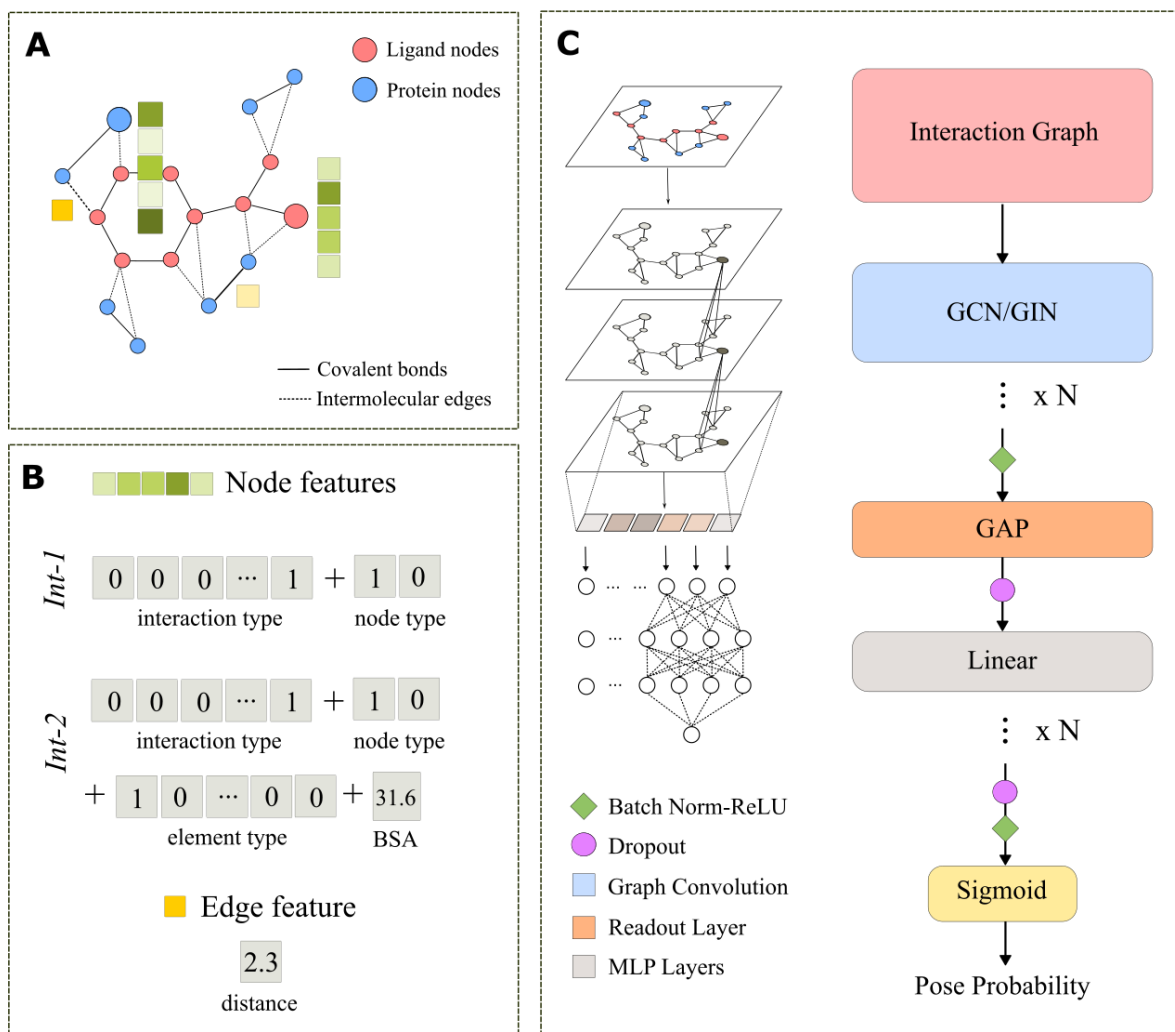 A
Ligand nodes
Protein nodes
Covalent bonds
Intermolecular edges
B
Node features
Int-1
0 0 0 ... 1 + 1 0
interaction type node type
Int-2
0 0 0 ... 1 + 1 0
interaction type node type
+ 1 0 ... 0 0 + 31.6
element type BSA
Edge feature
2.3
distance
C
Interaction Graph
GCN/GIN
⋮ x N
GAP
Linear
⋮ x N
Sigmoid
Pose Probability
... ...
...
...
Batch Norm-ReLU
Dropout
Graph Convolution
Readout Layer
MLP Layers